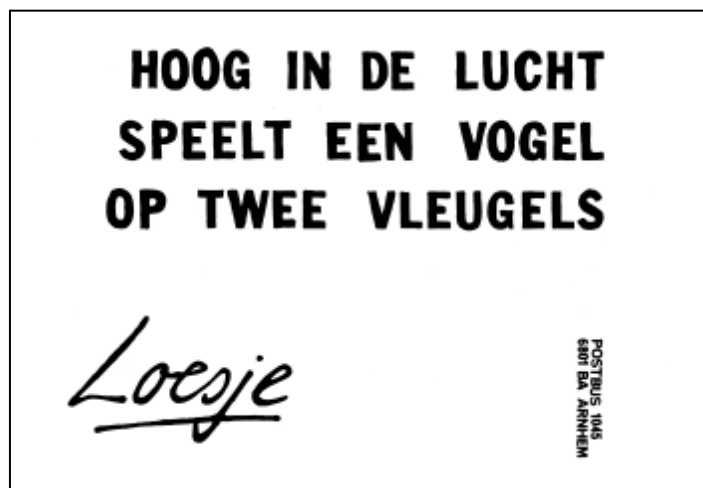 HOOG IN DE LUCHT
SPEELT EEN VOGEL
OP TWEE VLEUGELS
Loesje
POSTBUS 1045
6801 BA ARNHEM